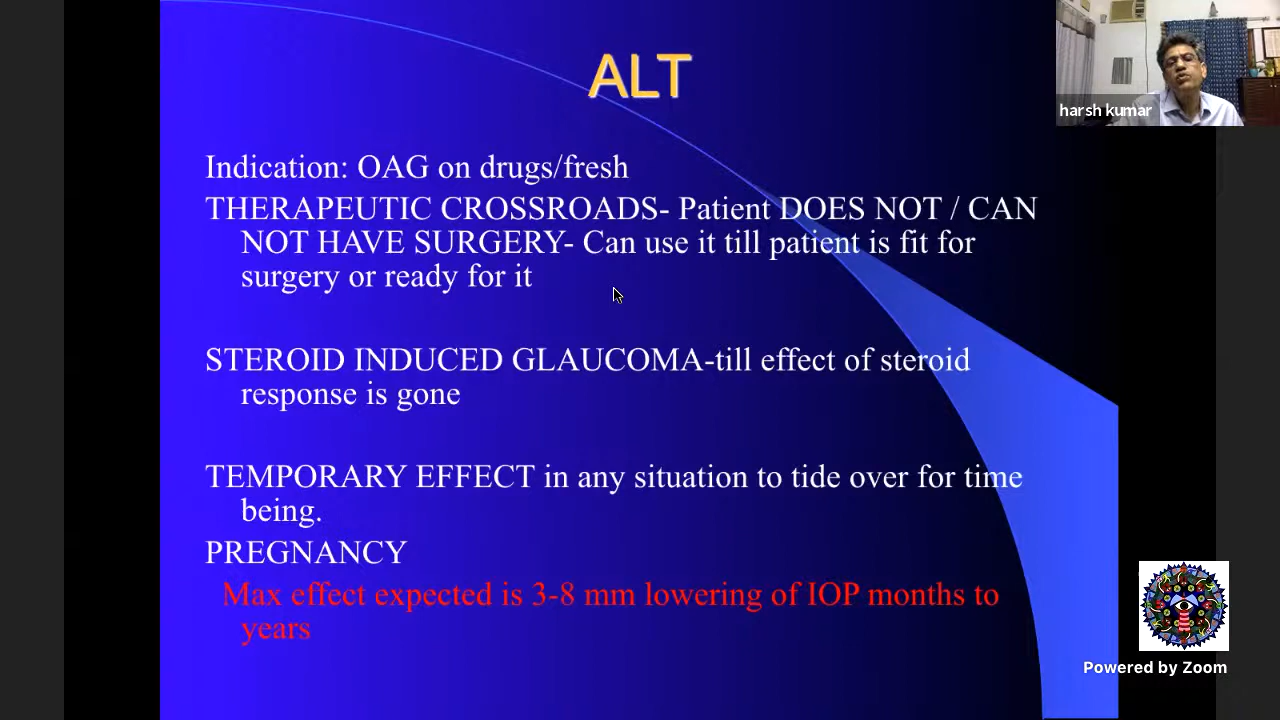 ALT
harsh kumar
Indication: OAG on drugs/fresh
THERAPEUTIC CROSSROADS- Patient DOES NOT / CAN
NOT HAVE SURGERY- Can use it till patient is fit for
surgery or ready for it
STEROID INDUCED GLAUCOMA-till effect of steroid
response is gone
TEMPORARY EFFECT in any situation to tide over for time
being.
PREGNANCY
Max effect expected is 3-8 mm lowering of IOP months to
years
Powered by Zoom